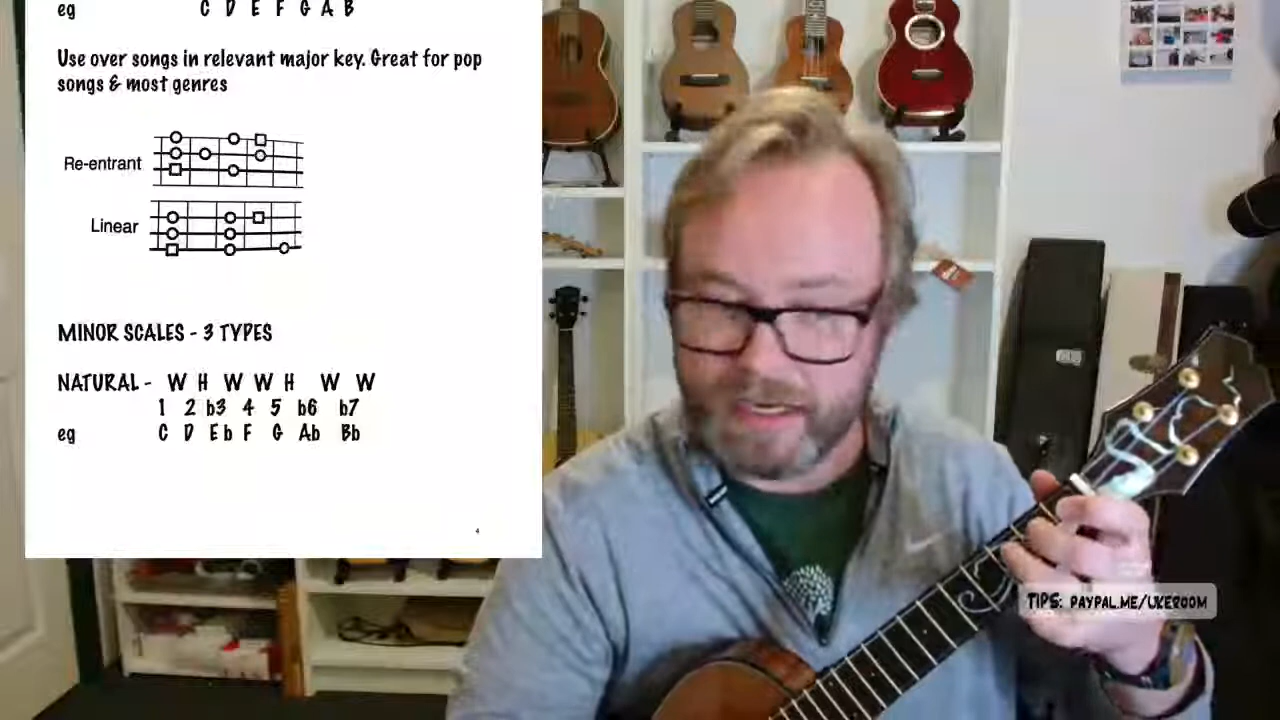 eg C D E F G A B
Use over songs in relevant major key. Great for pop
songs & most genres
Re-entrant
Linear
MINOR SCALES - 3 TYPES
NATURAL - W H W W H W W
1 2 b3 4 5 b6 b7
eg C D Eb F G Ab Bb
4
TIPS: PAYPAL.ME/UKEROOM